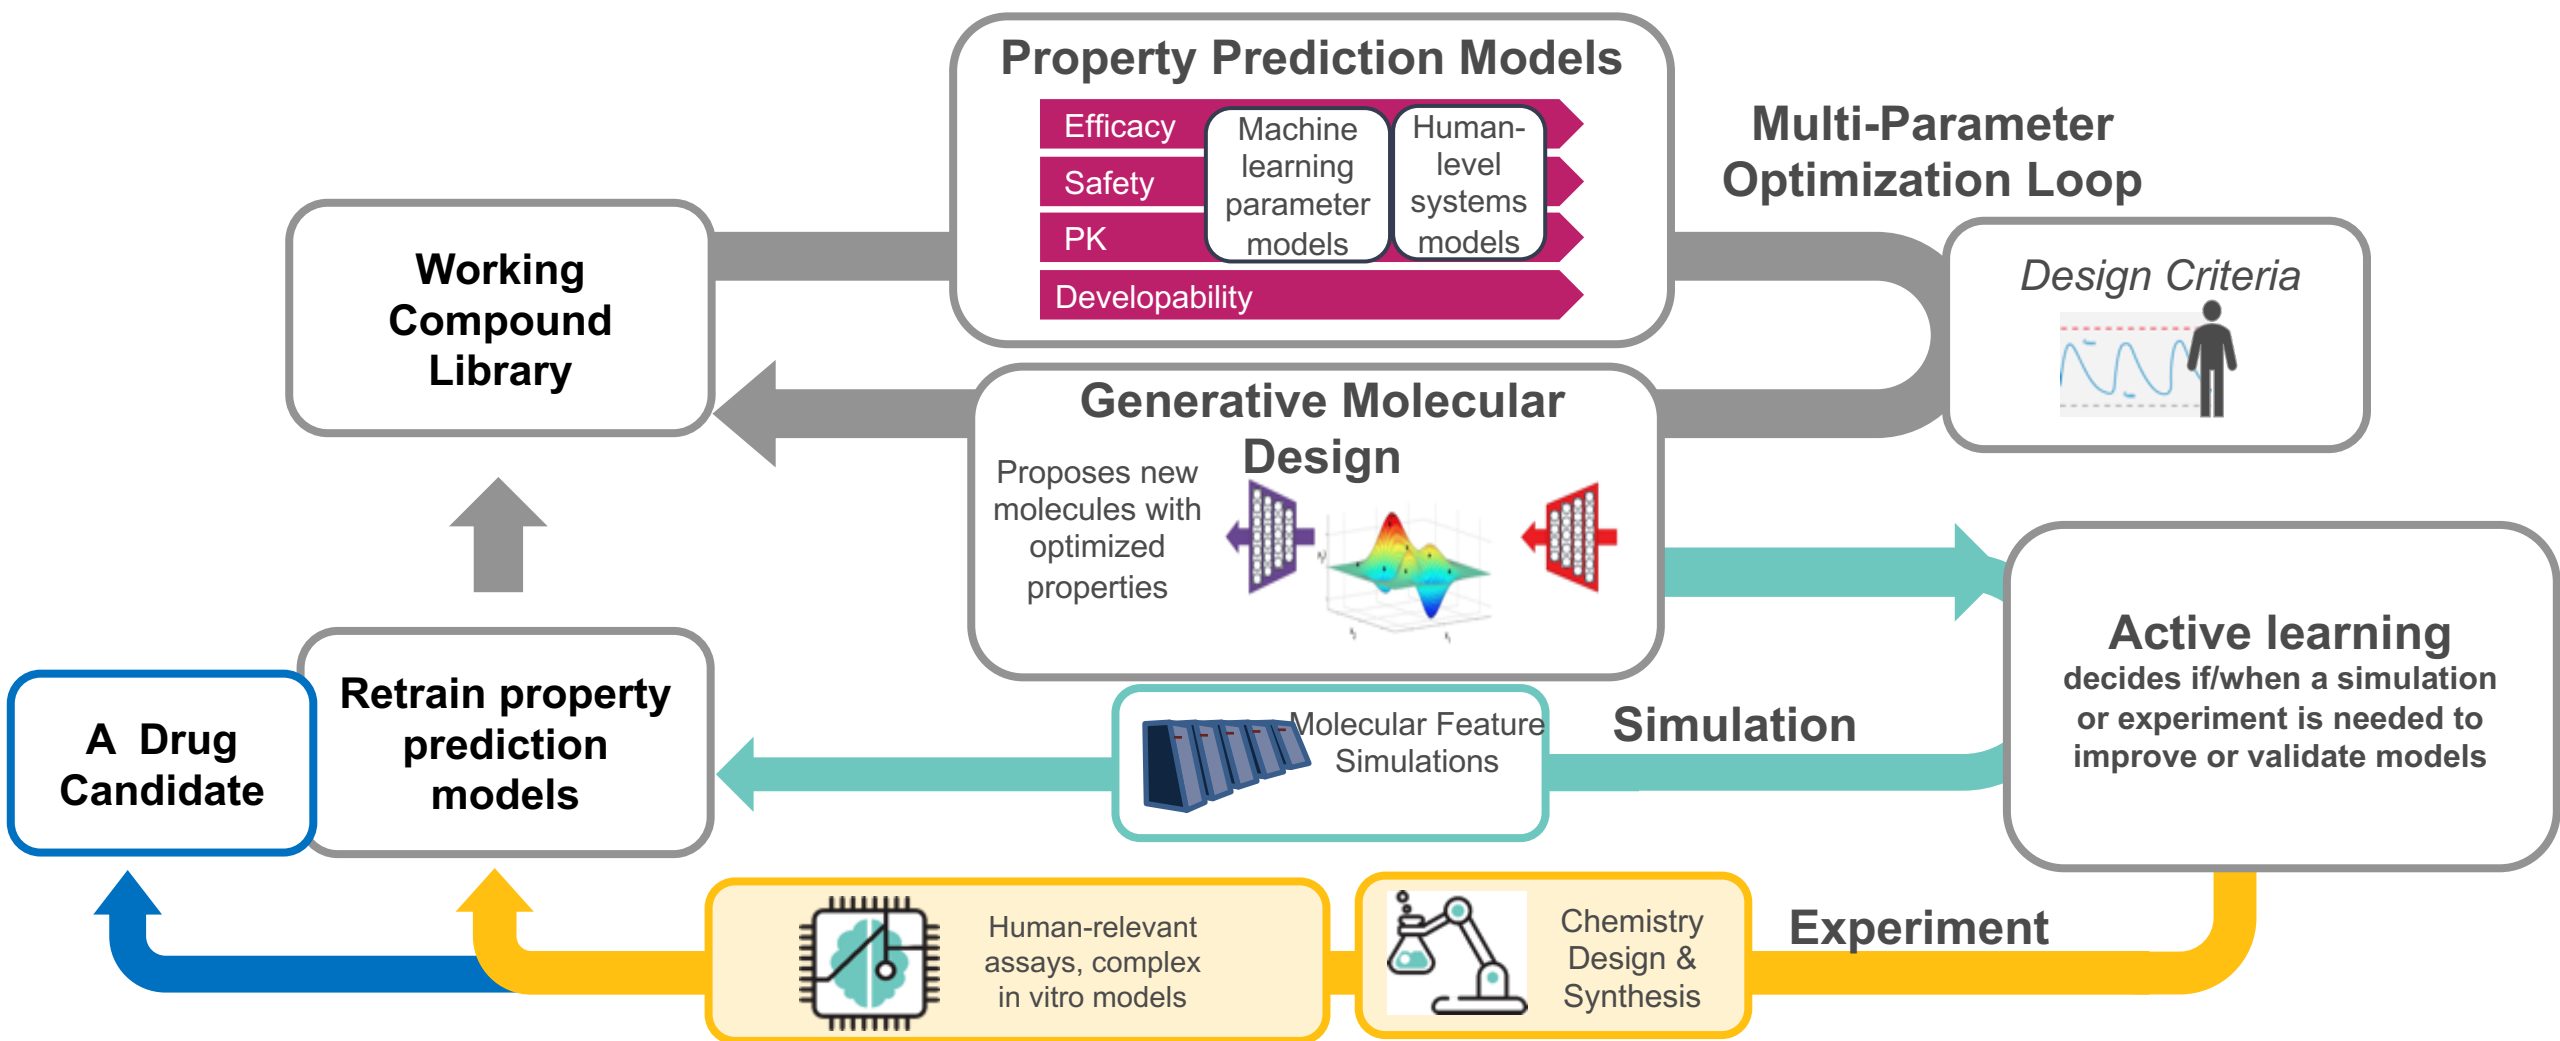 Property Prediction Models
Efficacy
Safety
PK
Developability
Machine
learning
parameter
models
Human-
level
systems
models
Multi-Parameter
Optimization Loop
Working
Compound
Library
Design Criteria
Generative Molecular
Design
Proposes new
molecules with
optimized
properties
Active learning
decides if/when a simulation
or experiment is needed to
improve or validate models
A Drug
Candidate
Retrain property
prediction
models
Molecular Feature
Simulations
Simulation
Human-relevant
assays, complex
in vitro models
Chemistry
Design &
Synthesis
Experiment